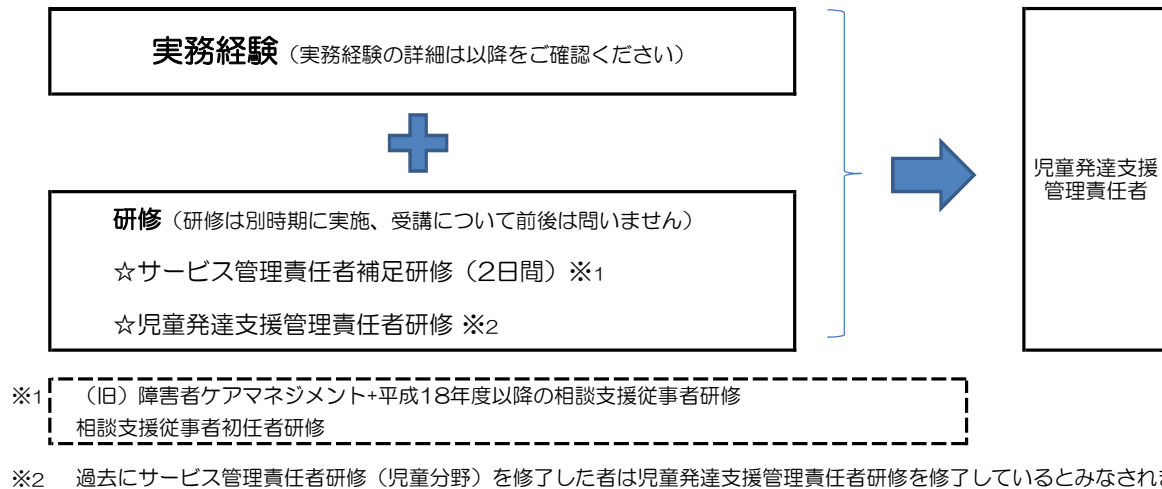 実務経験（実務経験の詳細は以降をご確認ください）
研修（研修は別時期に実施、受講について前後は問いません）
☆サービス管理責任者補足研修（2日間）※1
☆児童発達支援管理責任者研修 ※2
児童発達支援
管理責任者
※1 （旧）障害者ケアマネジメント+平成18年度以降の相談支援従事者研修
相談支援従事者初任者研修
※2 過去にサービス管理責任者研修（児童分野）を修了した者は児童発達支援管理責任者研修を修了しているとみなされま